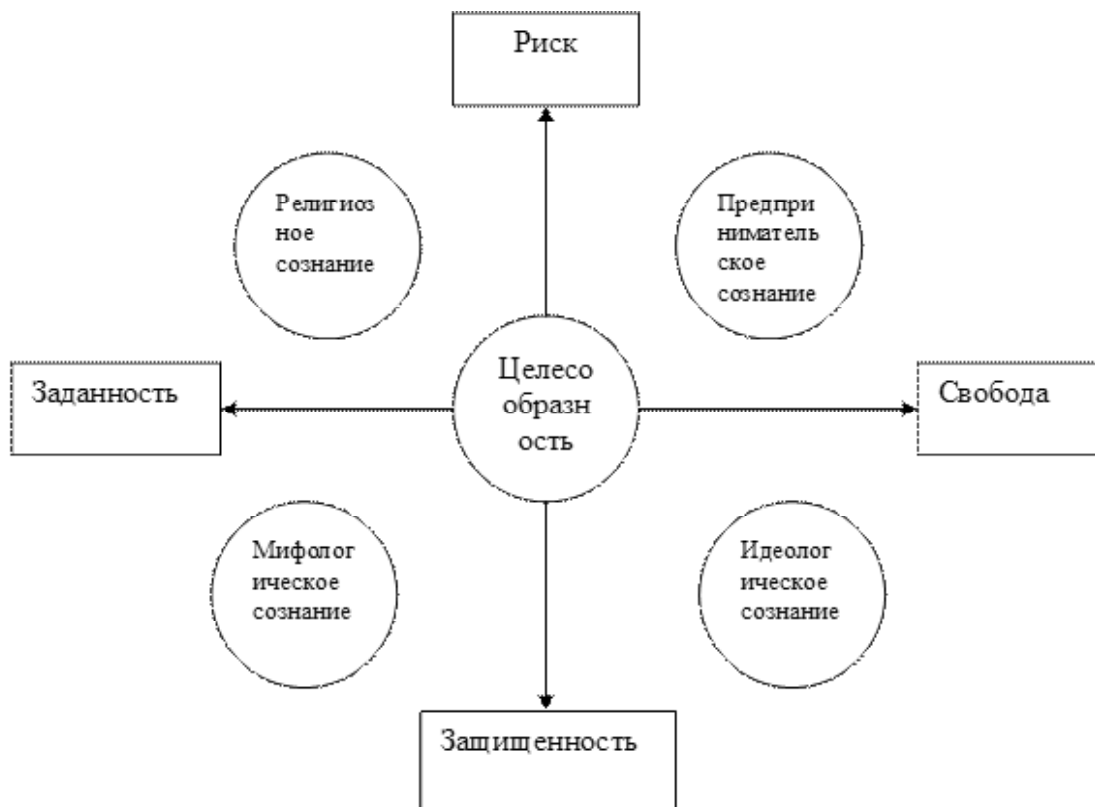 Риск
Религиоз
ное
сознание
Предпри
ниматель
ское
сознание
Заданность
Целесо
образн
ость
Свобода
Мифолог
ическое
сознание
Идеолог
ическое
сознание
Защищенность